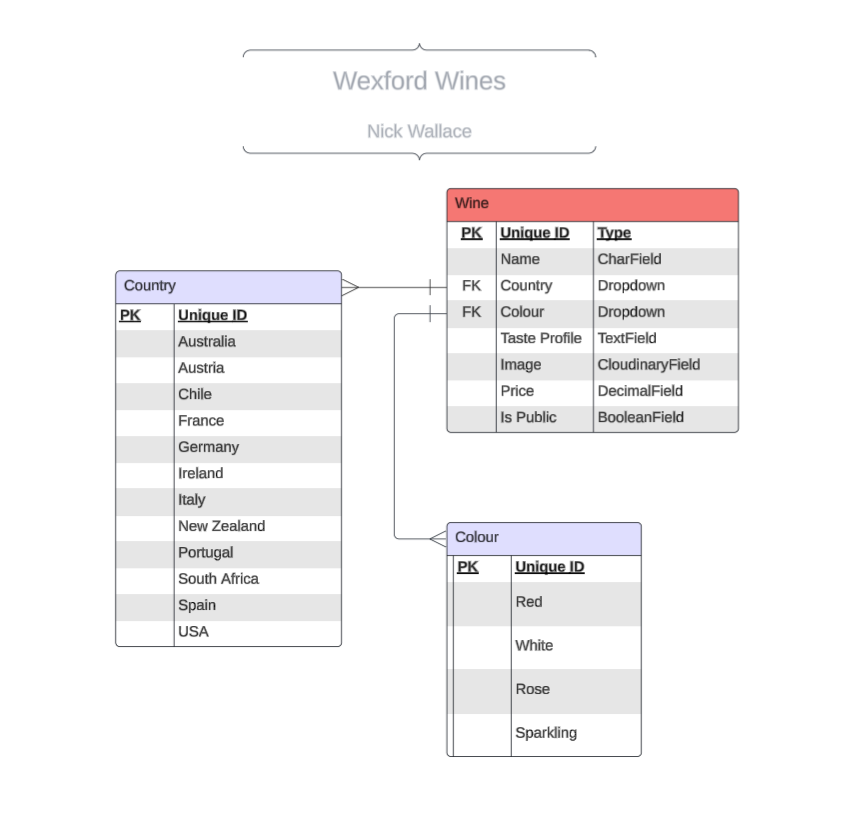 Wexford Wines
Nick Wallace
Wine
PK Unique ID Type
Name CharField
FK Country Dropdown
FK Colour Dropdown
Taste Profile TextField
Image CloudinaryField
Price DecimalField
Is Public BooleanField
Country
PK Unique ID
Australia
Austria
Chile
France
Germany
Ireland
Italy
New Zealand
Portugal
South Africa
Spain
USA
Colour
PK Unique ID
Red
White
Rose
Sparkling